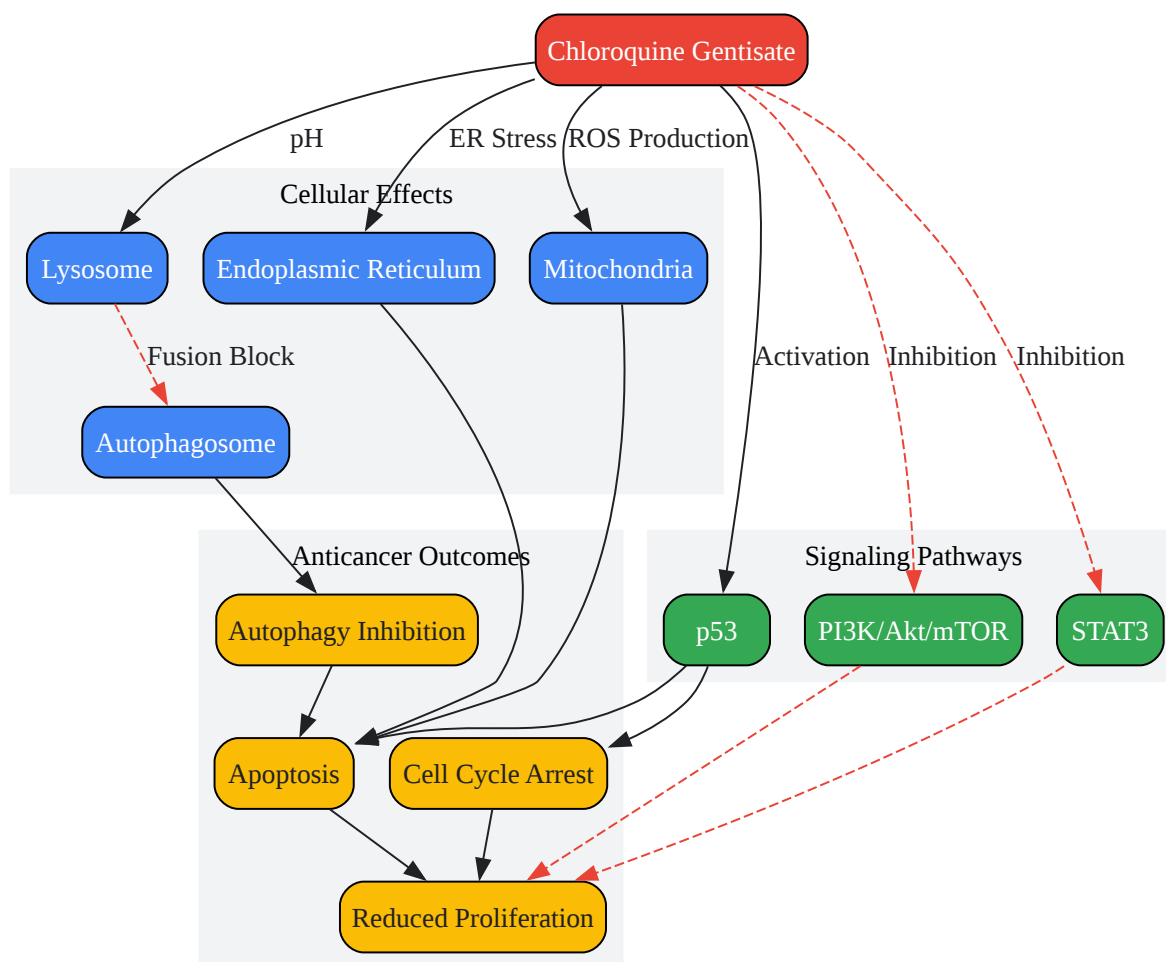 Chloroquine Gentisate
pH
ER Stress
ROS Production
Cellular Effects
Lysosome
Endoplasmic Reticulum
Mitochondria
Fusion Block
Activation
Inhibition
Inhibition
Autophagosome
Anticancer Outcomes
Signaling Pathways
Autophagy Inhibition
p53
PI3K/Akt/mTOR
STAT3
Apoptosis
Cell Cycle Arrest
Reduced Proliferation